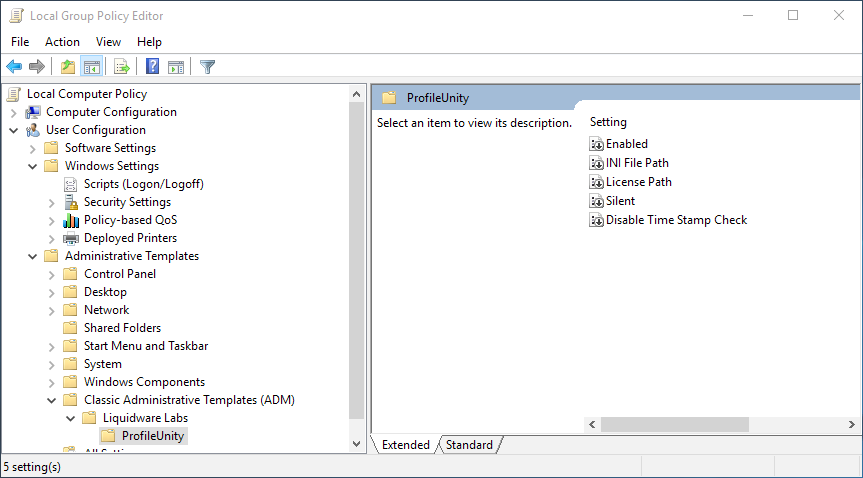 Local Group Policy Editor
File Action View Help
Local Computer Policy
Computer Configuration
User Configuration
Software Settings
Windows Settings
Scripts (Logon/Logoff)
Security Settings
Policy-based QoS
Deployed Printers
Administrative Templates
Control Panel
Desktop
Network
Shared Folders
Start Menu and Taskbar
System
Windows Components
Classic Administrative Templates (ADM)
Liquidware Labs
ProfileUnity
ProfileUnity
Select an item to view its description.
Setting
Enabled
INI File Path
License Path
Silent
Disable Time Stamp Check
Extended Standard
5 setting(s)